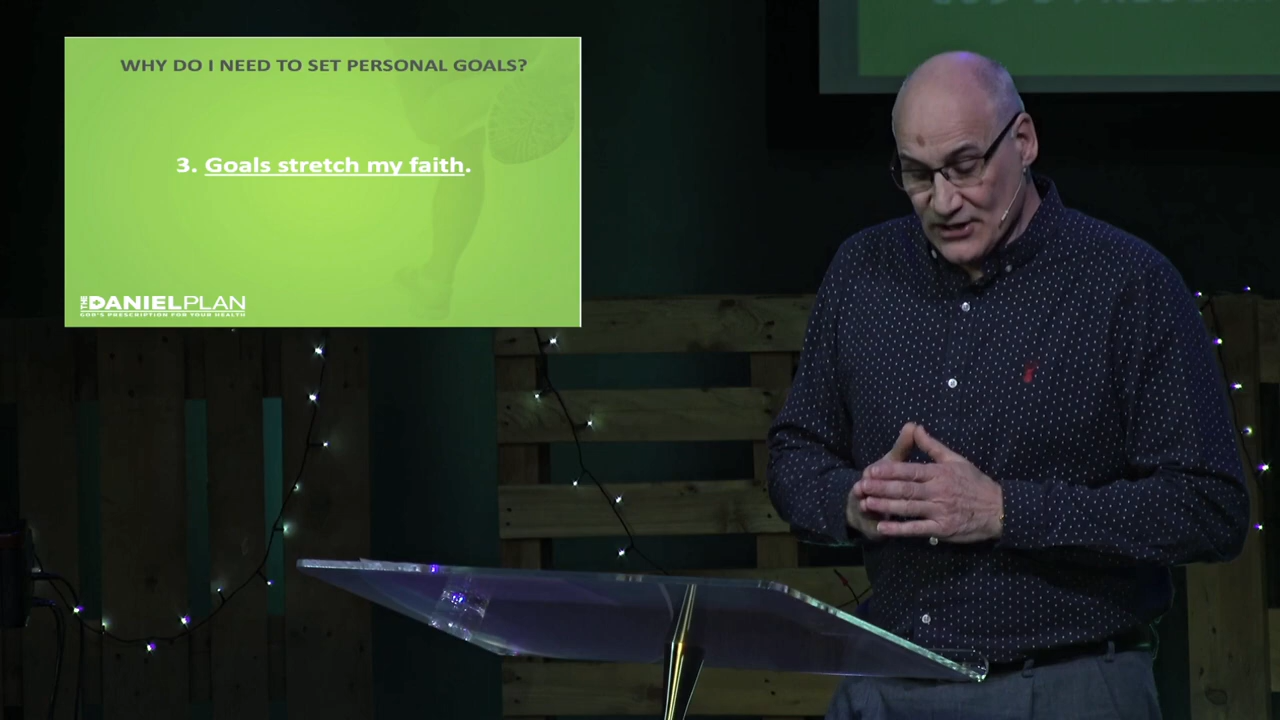 WHY DO I NEED TO SET PERSONAL GOALS?
3. Goals stretch my faith.
THE DANIEL PLAN
GOD'S PRESCRIPTION FOR YOUR HEALTH